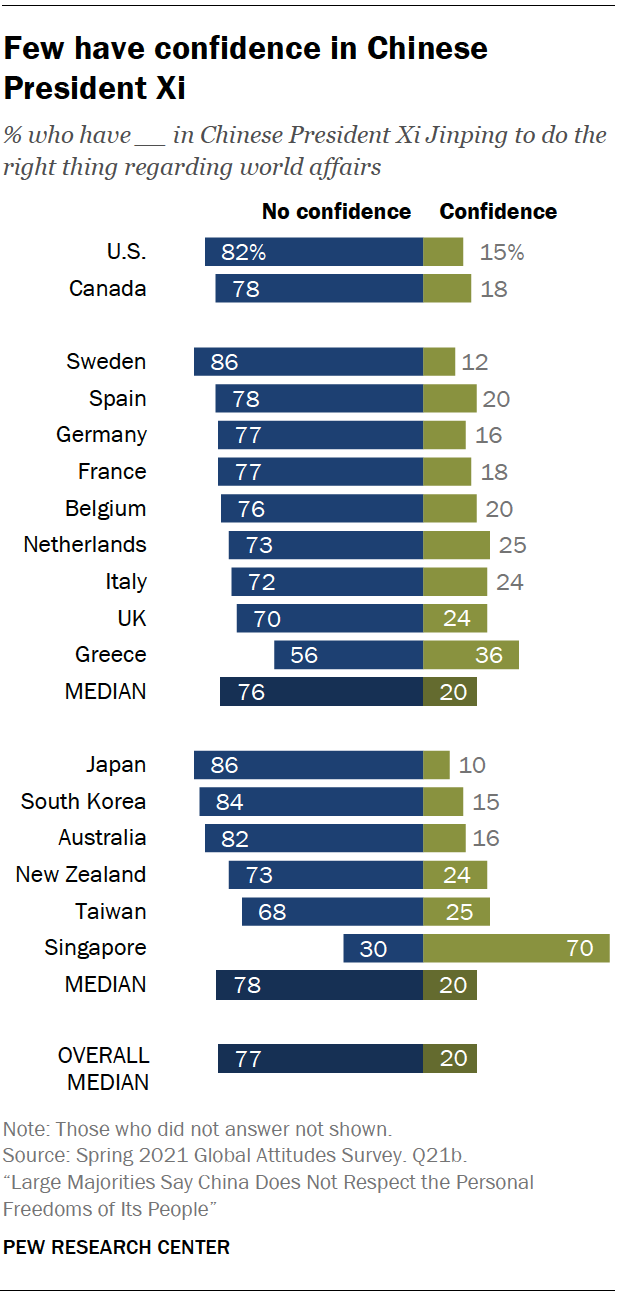 Few have confidence in Chinese
President Xi
% who have __ in Chinese President Xi Jinping to do the
right thing regarding world affairs
No confidence Confidence
U.S. 82% 15%
Canada 78 18
Sweden 86 12
Spain 78 20
Germany 77 16
France 77 18
Belgium 76 20
Netherlands 73 25
Italy 72 24
UK 70 24
Greece 56 36
MEDIAN 76 20
Japan 86 10
South Korea 84 15
Australia 82 16
New Zealand 73 24
Taiwan 68 25
Singapore 30 70
MEDIAN 78 20
OVERALL
MEDIAN 77 20
Note: Those who did not answer not shown.
Source: Spring 2021 Global Attitudes Survey. Q21b.
“Large Majorities Say China Does Not Respect the Personal
Freedoms of Its People”
PEW RESEARCH CENTER